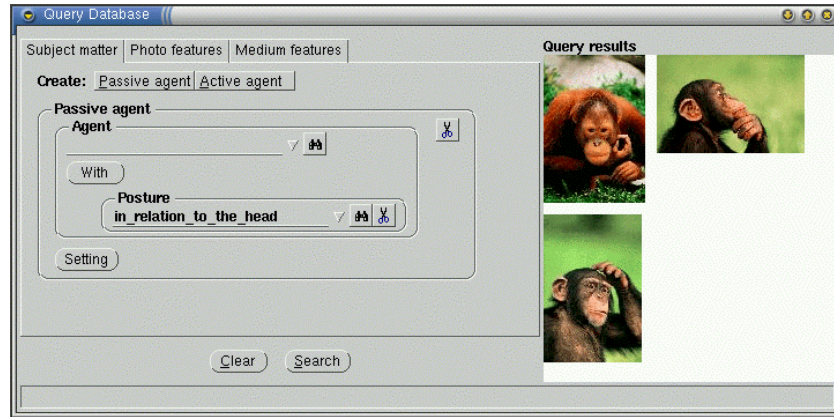 Query Database
Subject matter Photo features Medium features
Create: Passive agent Active agent
Passive agent
Agent
With
Posture
in_relation_to_the_head
Setting
Clear Search
Query results